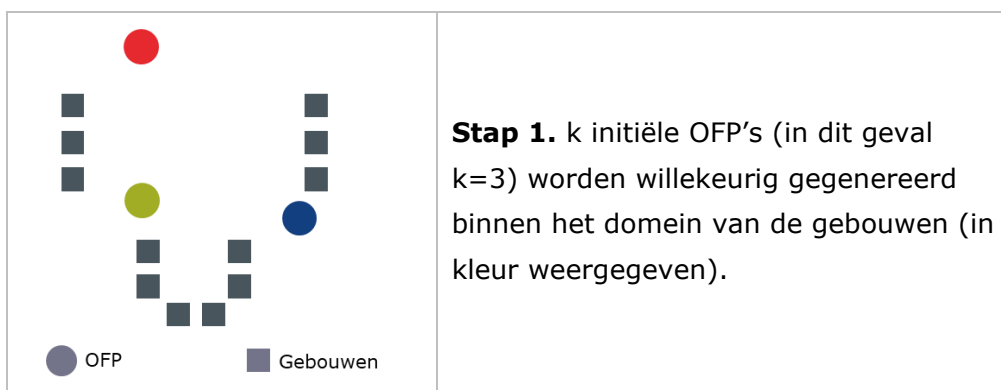 Stap 1. k initiële OFP’s (in dit geval
k=3) worden willekeurig gegenereerd
binnen het domein van de gebouwen (in
kleur weergegeven).
OFP
Gebouwen